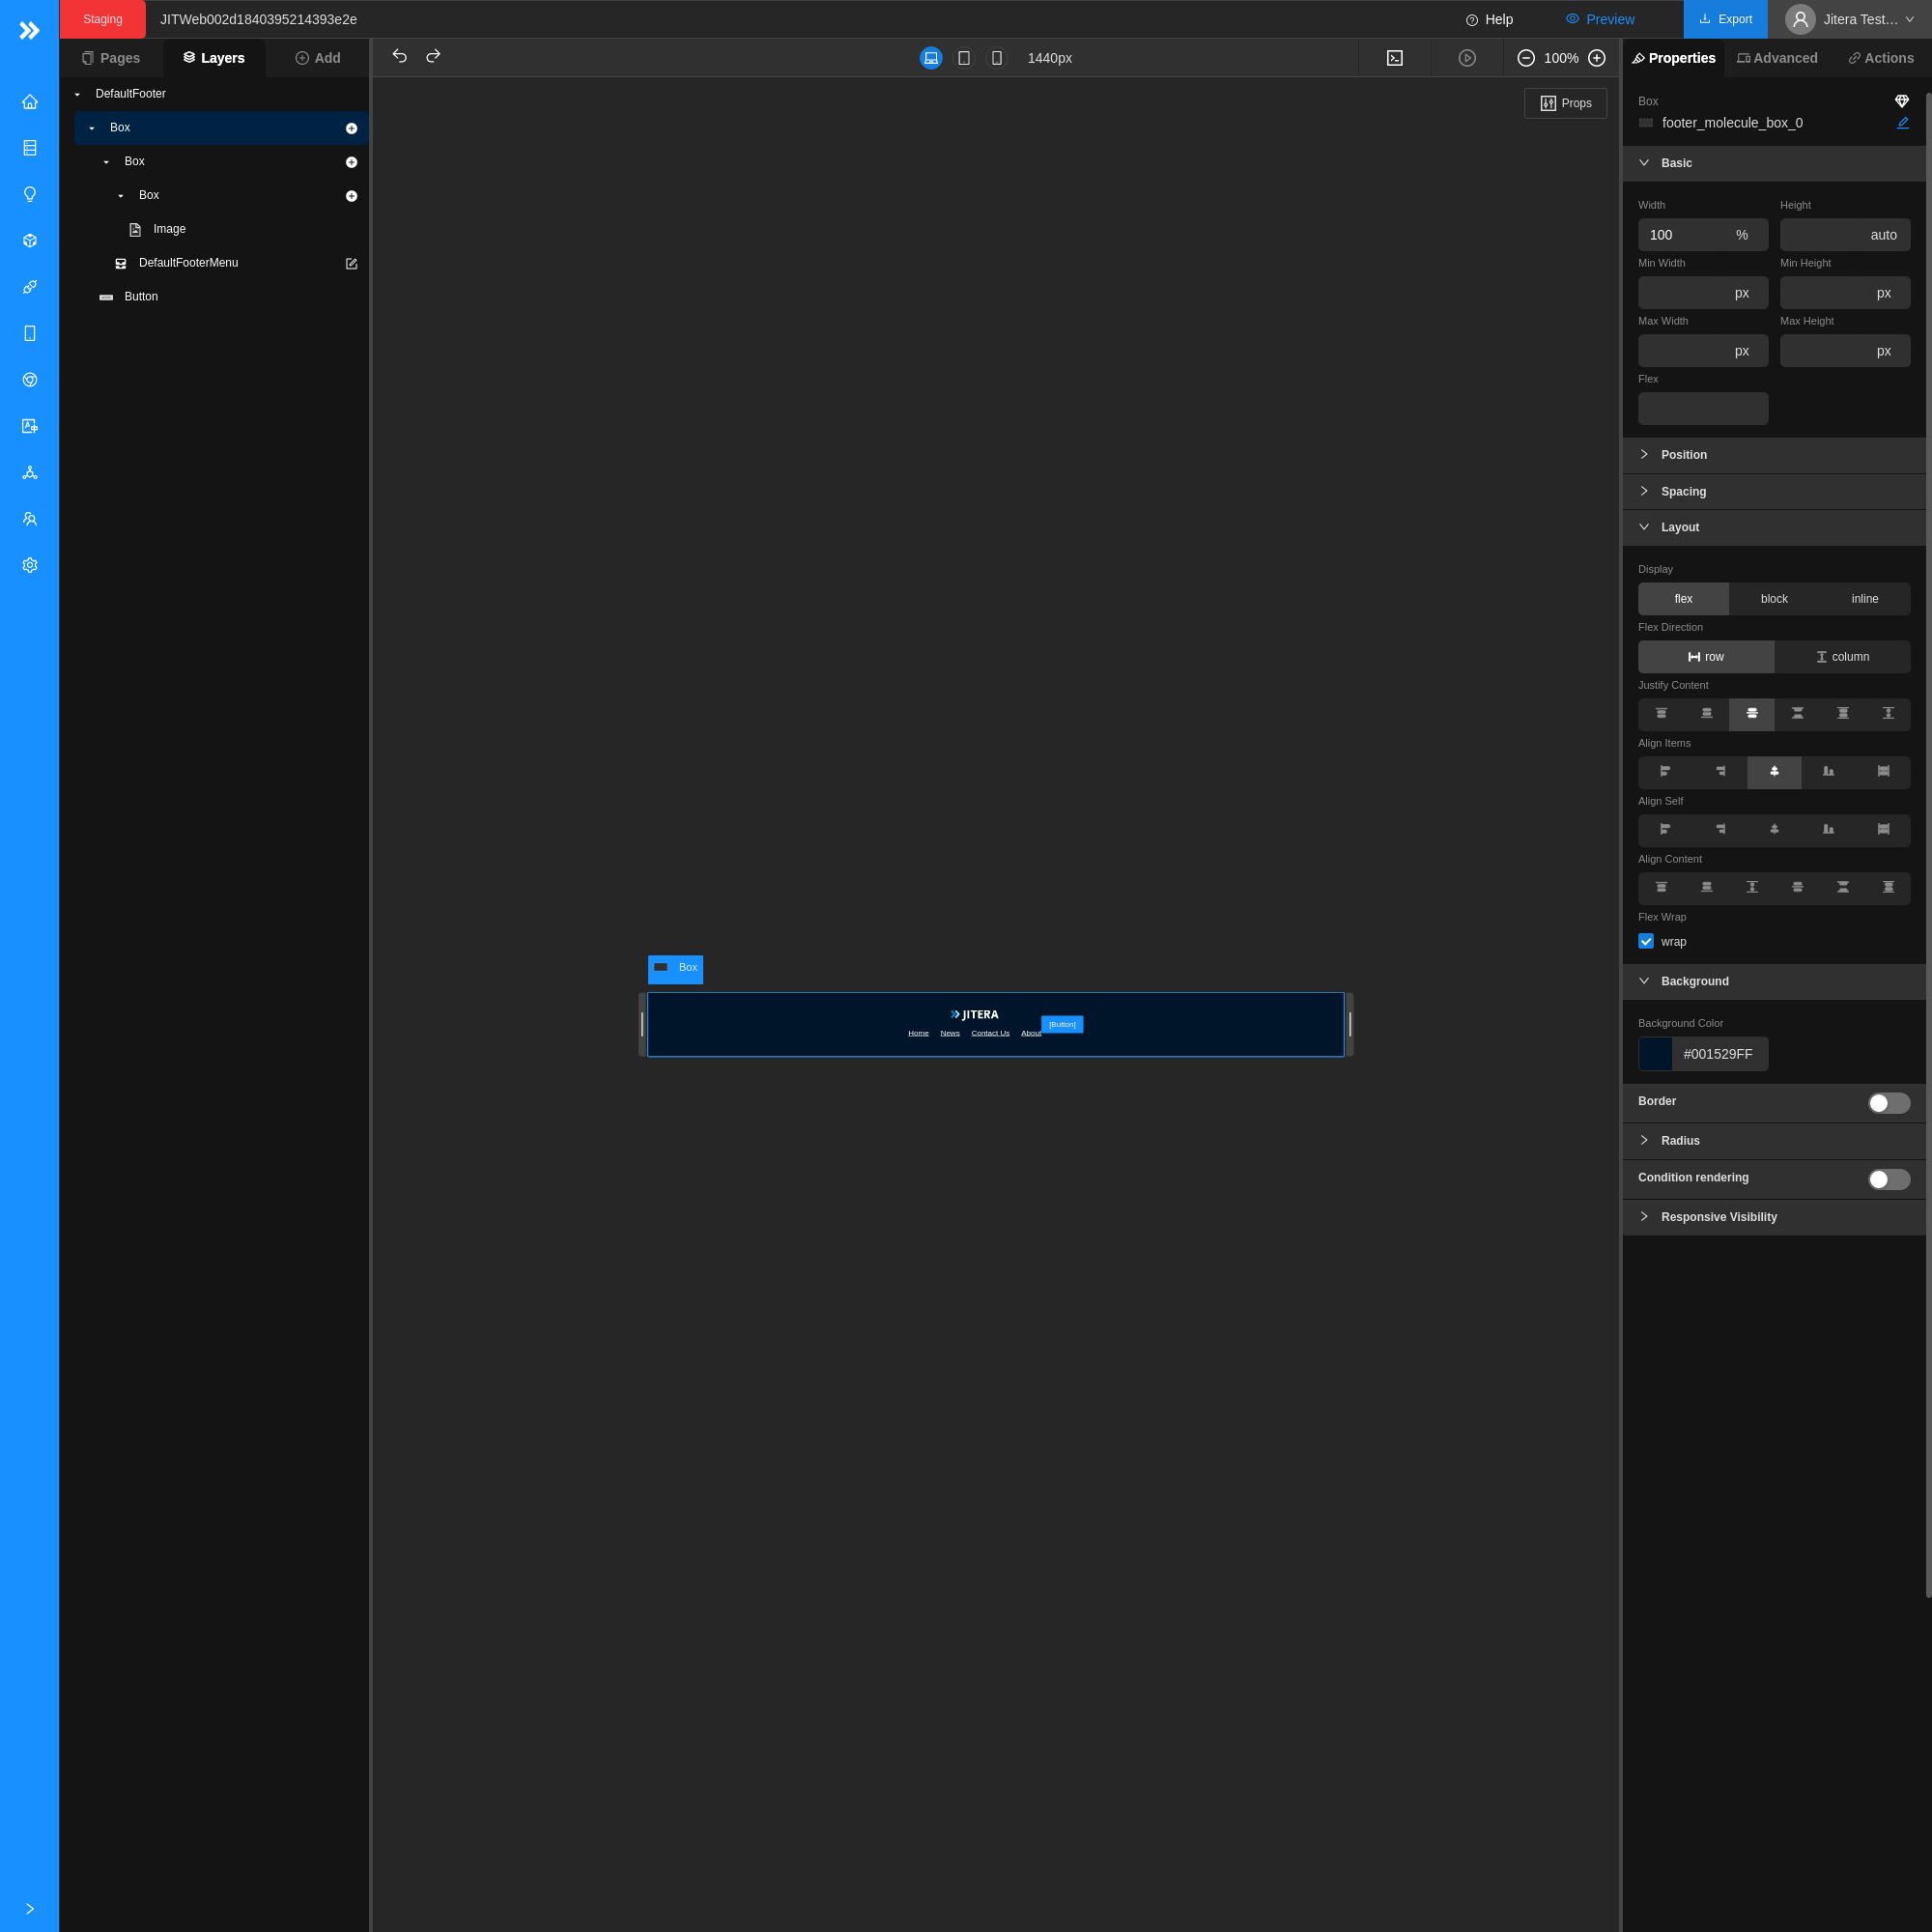 Staging
JITWeb002d1840395214393e2e
Help
Preview
Export
Jitera Test…
Pages
Layers
Add
1440px
100%
Properties
Advanced
Actions
DefaultFooter
Box
Box
Box
Image
DefaultFooterMenu
Button
Props
Box
JITERA
Home
News
Contact Us
About
[Button]
Box
footer_molecule_box_0
Basic
Width
Height
100 %
auto
Min Width
Min Height
px
px
Max Width
Max Height
px
px
Flex
Position
Spacing
Layout
Display
flex
block
inline
Flex Direction
row
column
Justify Content
Align Items
Align Self
Align Content
Flex Wrap
wrap
Background
Background Color
#001529FF
Border
Radius
Condition rendering
Responsive Visibility